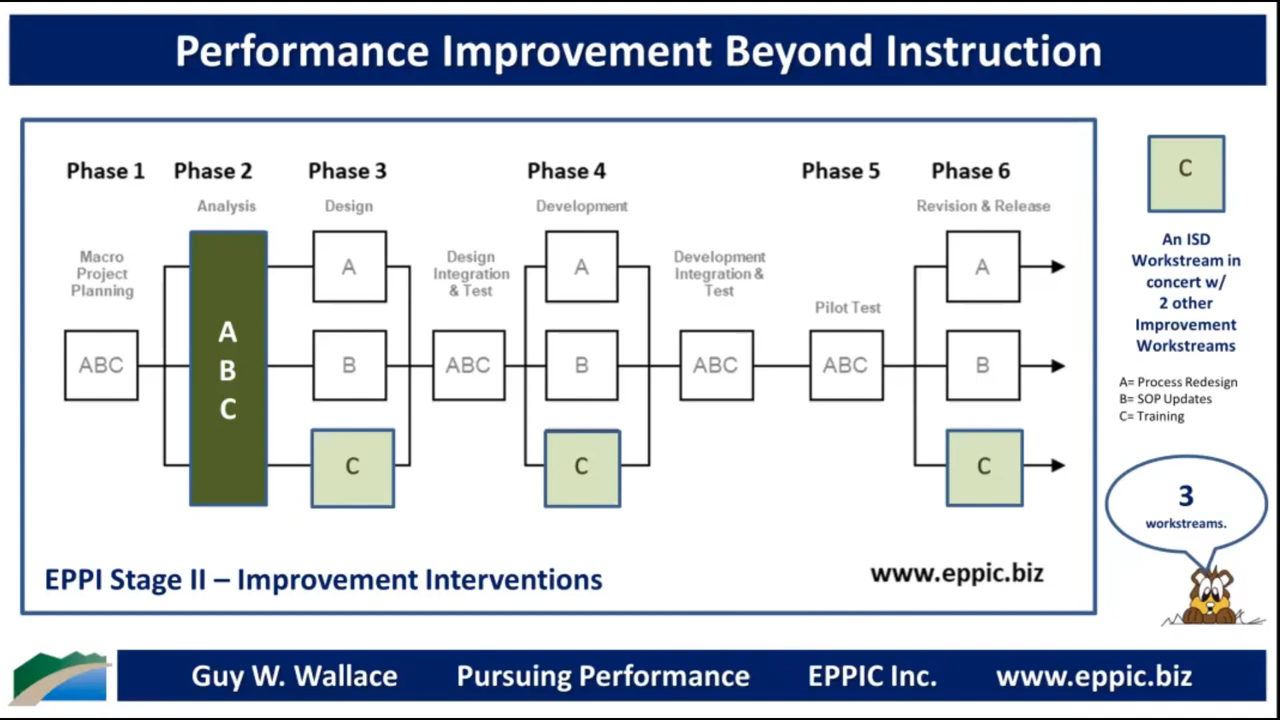 Performance Improvement Beyond Instruction
Phase 1
Phase 2
Phase 3
Phase 4
Phase 5
Phase 6
Analysis
Design
Development
Revision & Release
Macro
Project
Planning
Design
Integration
& Test
Development
Integration &
Test
Pilot Test
A
A
A
ABC
A
B
C
B
ABC
B
ABC
ABC
B
C
C
C
EPPI Stage II – Improvement Interventions
www.eppic.biz
C
An ISD
Workstream in
concert w/
2 other
Improvement
Workstreams
A= Process Redesign
B= SOP Updates
C= Training
3
workstreams.
Guy W. Wallace Pursuing Performance EPPIC Inc. www.eppic.biz